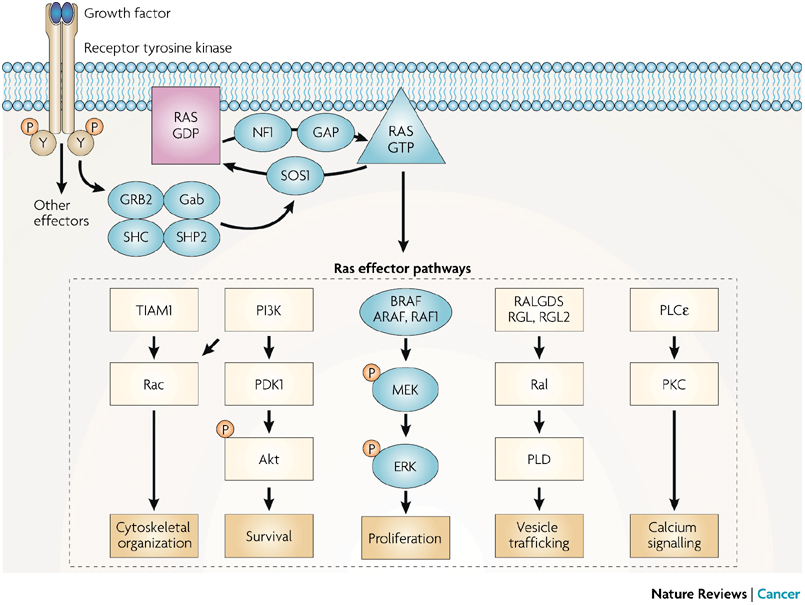 Growth factor
Receptor tyrosine kinase
P
P
Y
Y
RAS
GDP
NF1
GAP
RAS
GTP
SOS1
Other
effectors
GRB2
Gab
SHC
SHP2
Ras effector pathways
TIAM1
PI3K
BRAF
ARAF, RAF1
RALGDS
RGL, RGL2
PLCε
Rac
PDK1
P
MEK
Ral
PKC
P
Akt
P
ERK
PLD
Cytoskeletal
organization
Survival
Proliferation
Vesicle
trafficking
Calcium
signalling
Nature Reviews | Cancer